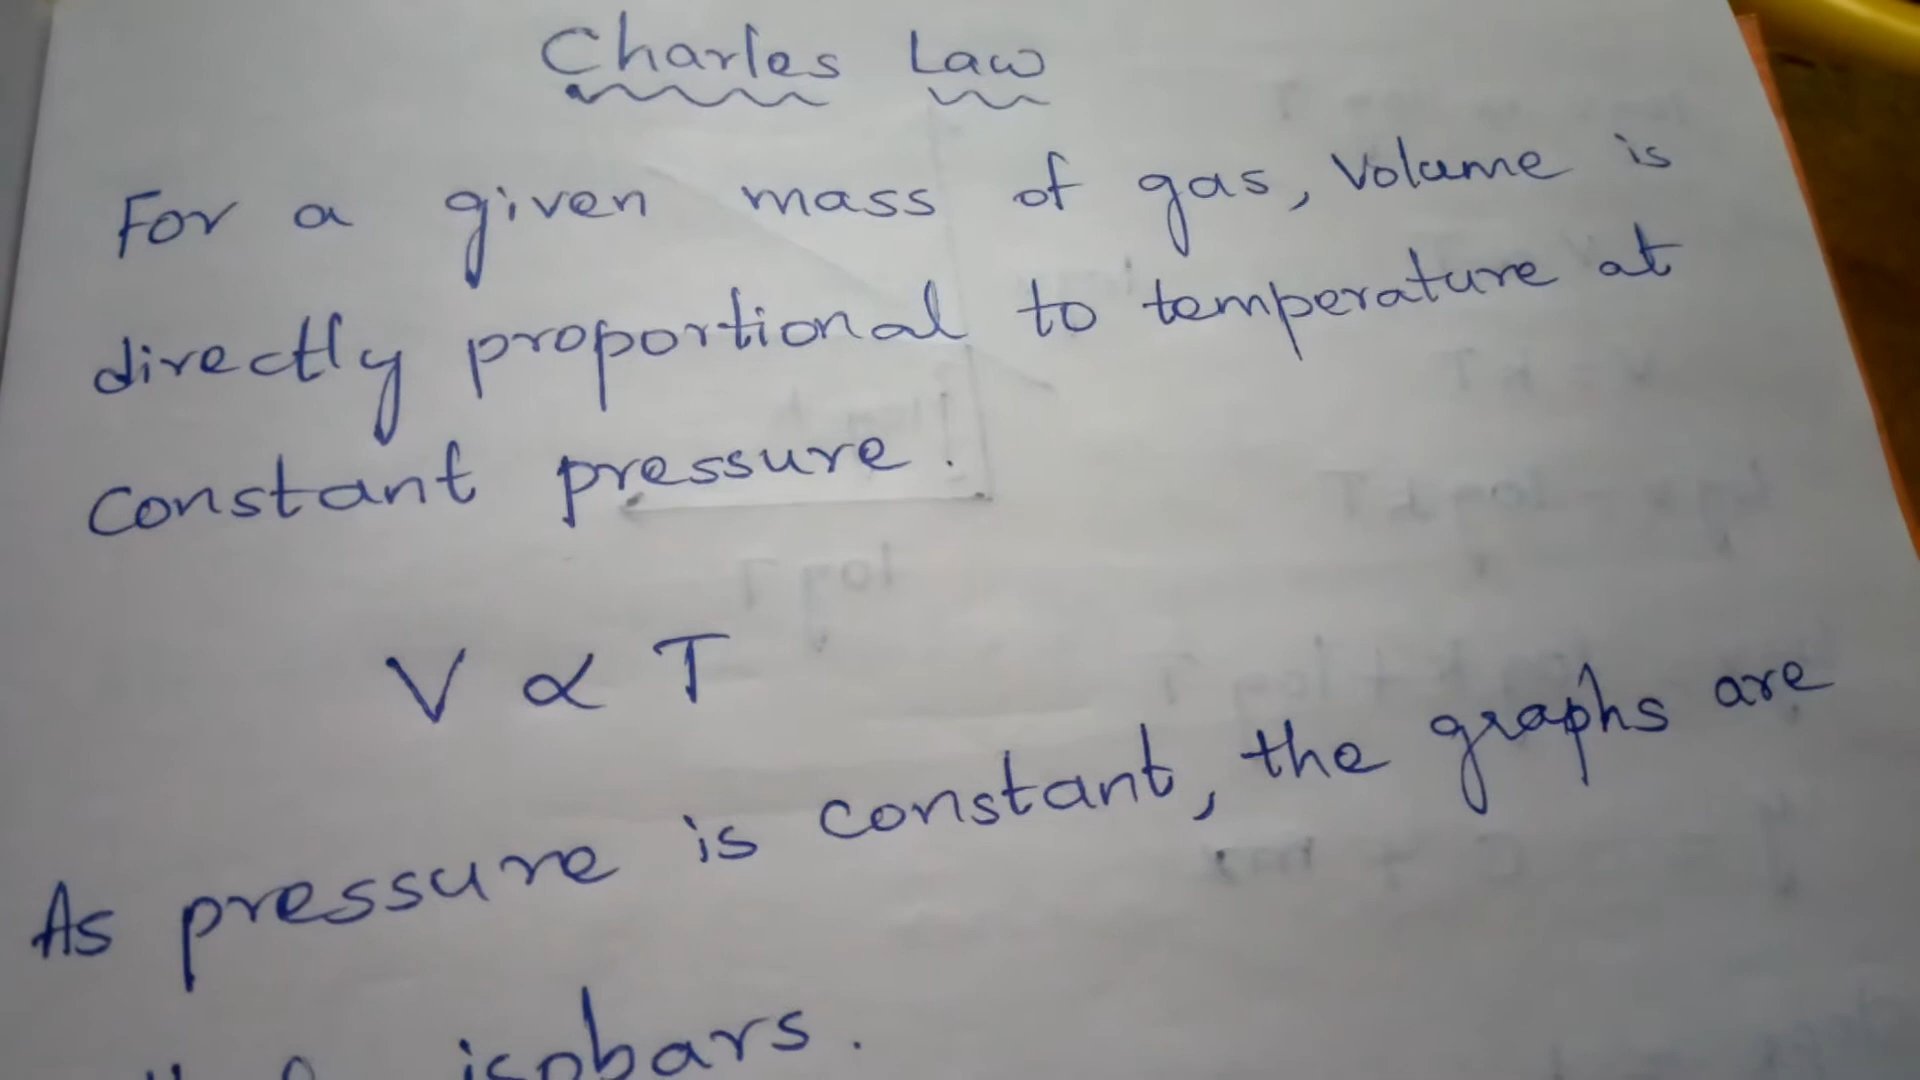 Charles Law
For a given mass of gas, Volume is
directly proportional to temperature at
constant pressure.
V ∝ T
As pressure is constant, the graphs are
isobars.